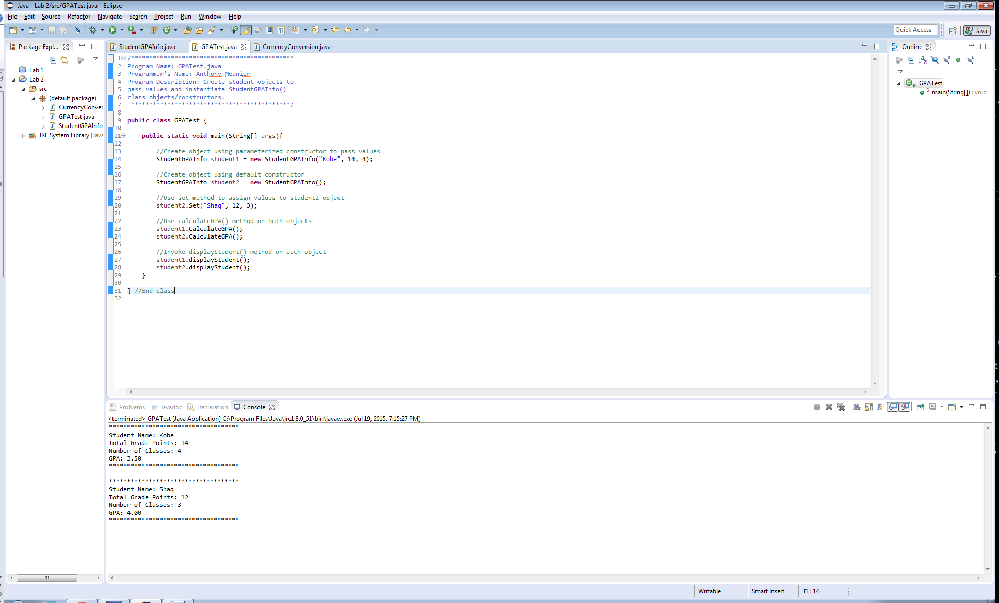 Java - Lab 2/src/GPATest.java - Eclipse
File Edit Source Refactor Navigate Search Project Run Window Help
Quick Access
Java
Package Expl...
Lab 1
Lab 2
src
(default package)
CurrencyConver
GPATest.java
StudentGPAInfo
JRE System Library [Java
StudentGPAInfo.java GPATest.java CurrencyConversion.java
1 /*********************************************
2 Program Name: GPATest.java
3 Programmer's Name: Anthony Meunier
4 Program Description: Create student objects to
5 pass values and instantiate StudentGPAInfo()
6 class objects/constructors.
7 ********************************************/
8
9 public class GPATest {
10
11 public static void main(String[] args){
12
13 //Create object using parameterized constructor to pass values
14 StudentGPAInfo student1 = new StudentGPAInfo("Kobe", 14, 4);
15
16 //Create object using default constructor
17 StudentGPAInfo student2 = new StudentGPAInfo();
18
19 //Use set method to assign values to student2 object
20 student2.Set("Shaq", 12, 3);
21
22 //Use calculateGPA() method on both objects
23 student1.CalculateGPA();
24 student2.CalculateGPA();
25
26 //Invoke displayStudent() method on each object
27 student1.displayStudent();
28 student2.displayStudent();
29 }
30
31 } //End class
32
Outline
GPATest
main(String[]) : void
Problems @ Javadoc Declaration Console
<terminated> GPATest [Java Application] C:\Program Files\Java\jre1.8.0_51\bin\javaw.exe (Jul 19, 2015, 7:15:27 PM)
************************************
Student Name: Kobe
Total Grade Points: 14
Number of Classes: 4
GPA: 3.50
************************************
************************************
Student Name: Shaq
Total Grade Points: 12
Number of Classes: 3
GPA: 4.00
************************************
Writable Smart Insert 31 : 14